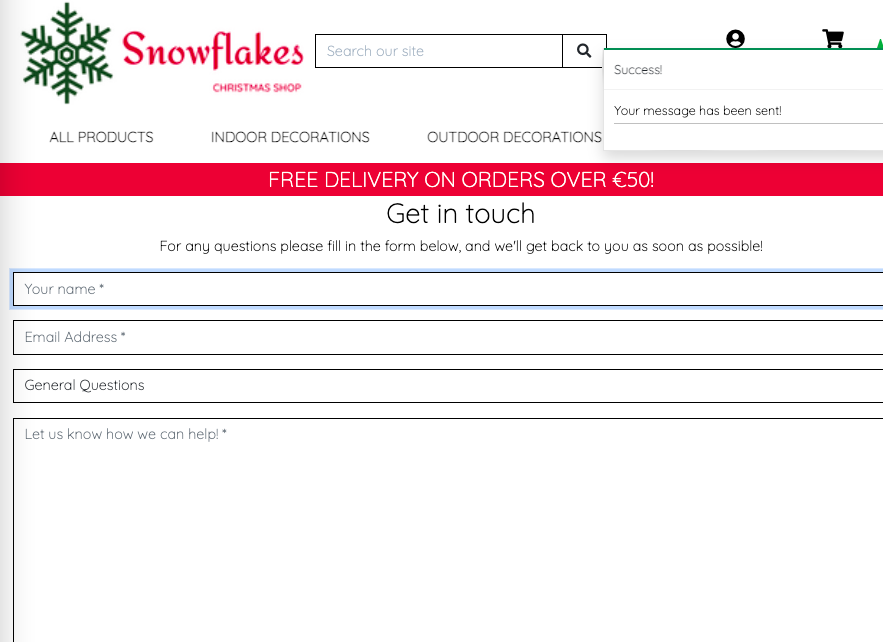 Snowflakes
CHRISTMAS SHOP
Search our site
Success!
Your message has been sent!
ALL PRODUCTS
INDOOR DECORATIONS
OUTDOOR DECORATIONS
FREE DELIVERY ON ORDERS OVER €50!
Get in touch
For any questions please fill in the form below, and we'll get back to you as soon as possible!
Your name *
Email Address *
General Questions
Let us know how we can help! *